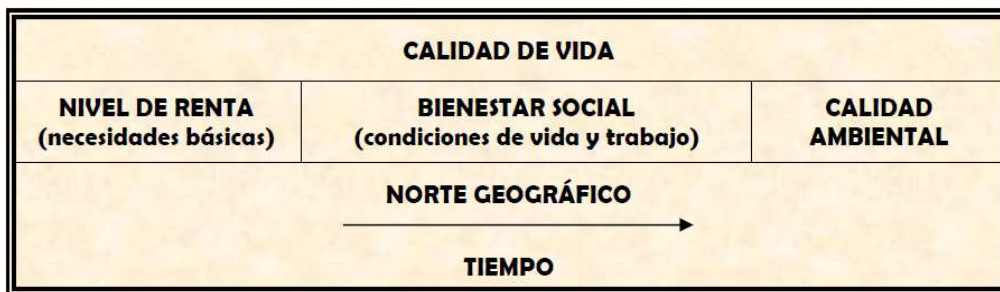 CALIDAD DE VIDA
NIVEL DE RENTA
(necesidades básicas)
BIENESTAR SOCIAL
(condiciones de vida y trabajo)
CALIDAD
AMBIENTAL
NORTE GEOGRÁFICO
TIEMPO